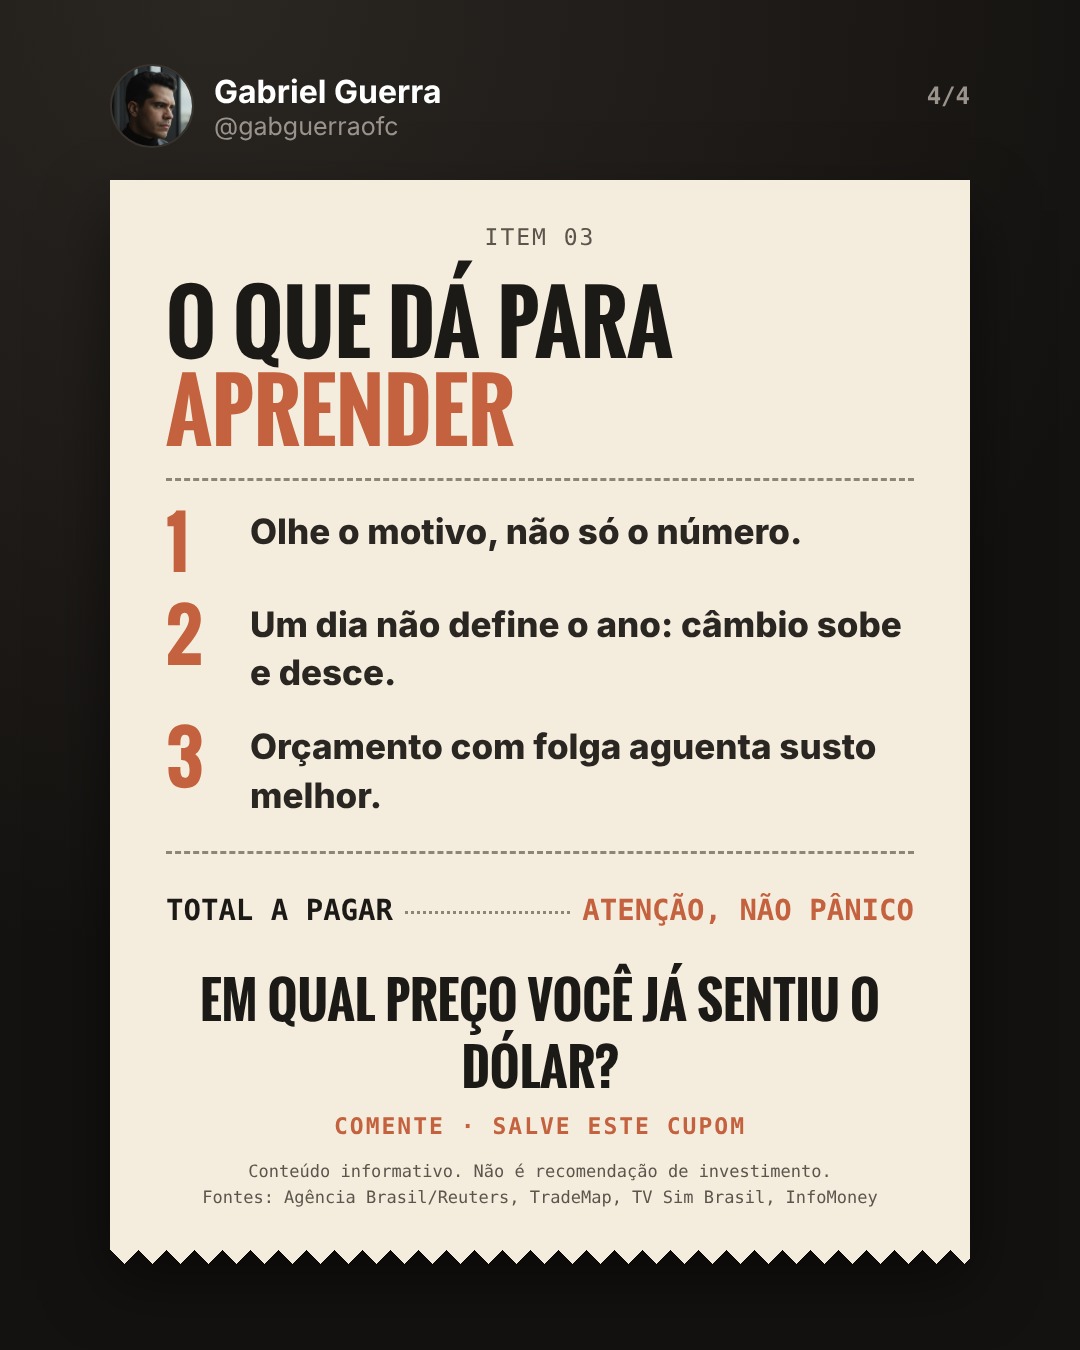 Gabriel Guerra
@gabguerraofc
4/4
ITEM 03
O QUE DÁ PARA
APRENDER
1 Olhe o motivo, não só o número.
2 Um dia não define o ano: câmbio sobe
e desce.
3 Orçamento com folga aguenta susto
melhor.
TOTAL A PAGAR ATENÇÃO, NÃO PÂNICO
EM QUAL PREÇO VOCÊ JÁ SENTIU O
DÓLAR?
COMENTE · SALVE ESTE CUPOM
Conteúdo informativo. Não é recomendação de investimento.
Fontes: Agência Brasil/Reuters, TradeMap, TV Sim Brasil, InfoMoney